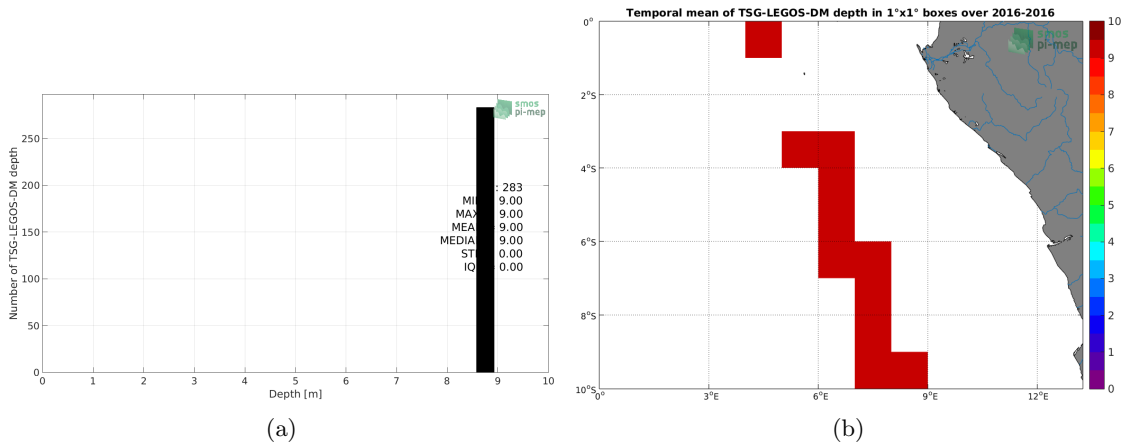 smos
pi-mep
Number of TSG-LEGOS-DM depth
250
200
150
100
50
0
: 283
9.00
9.00
9.00
MEDIA 9.00
0.00
0.00
0 1 2 3 4 5 6 7 8 9 10
Depth [m]
(a)
Temporal mean of TSG-LEGOS-DM depth in 1°x1° boxes over 2016-2016
smos
pi-mep
0°
2°S
4°S
6°S
8°S
10°S
0° 3°E 6°E 9°E 12°E
10
9
8
7
6
5
4
3
2
1
0
(b)